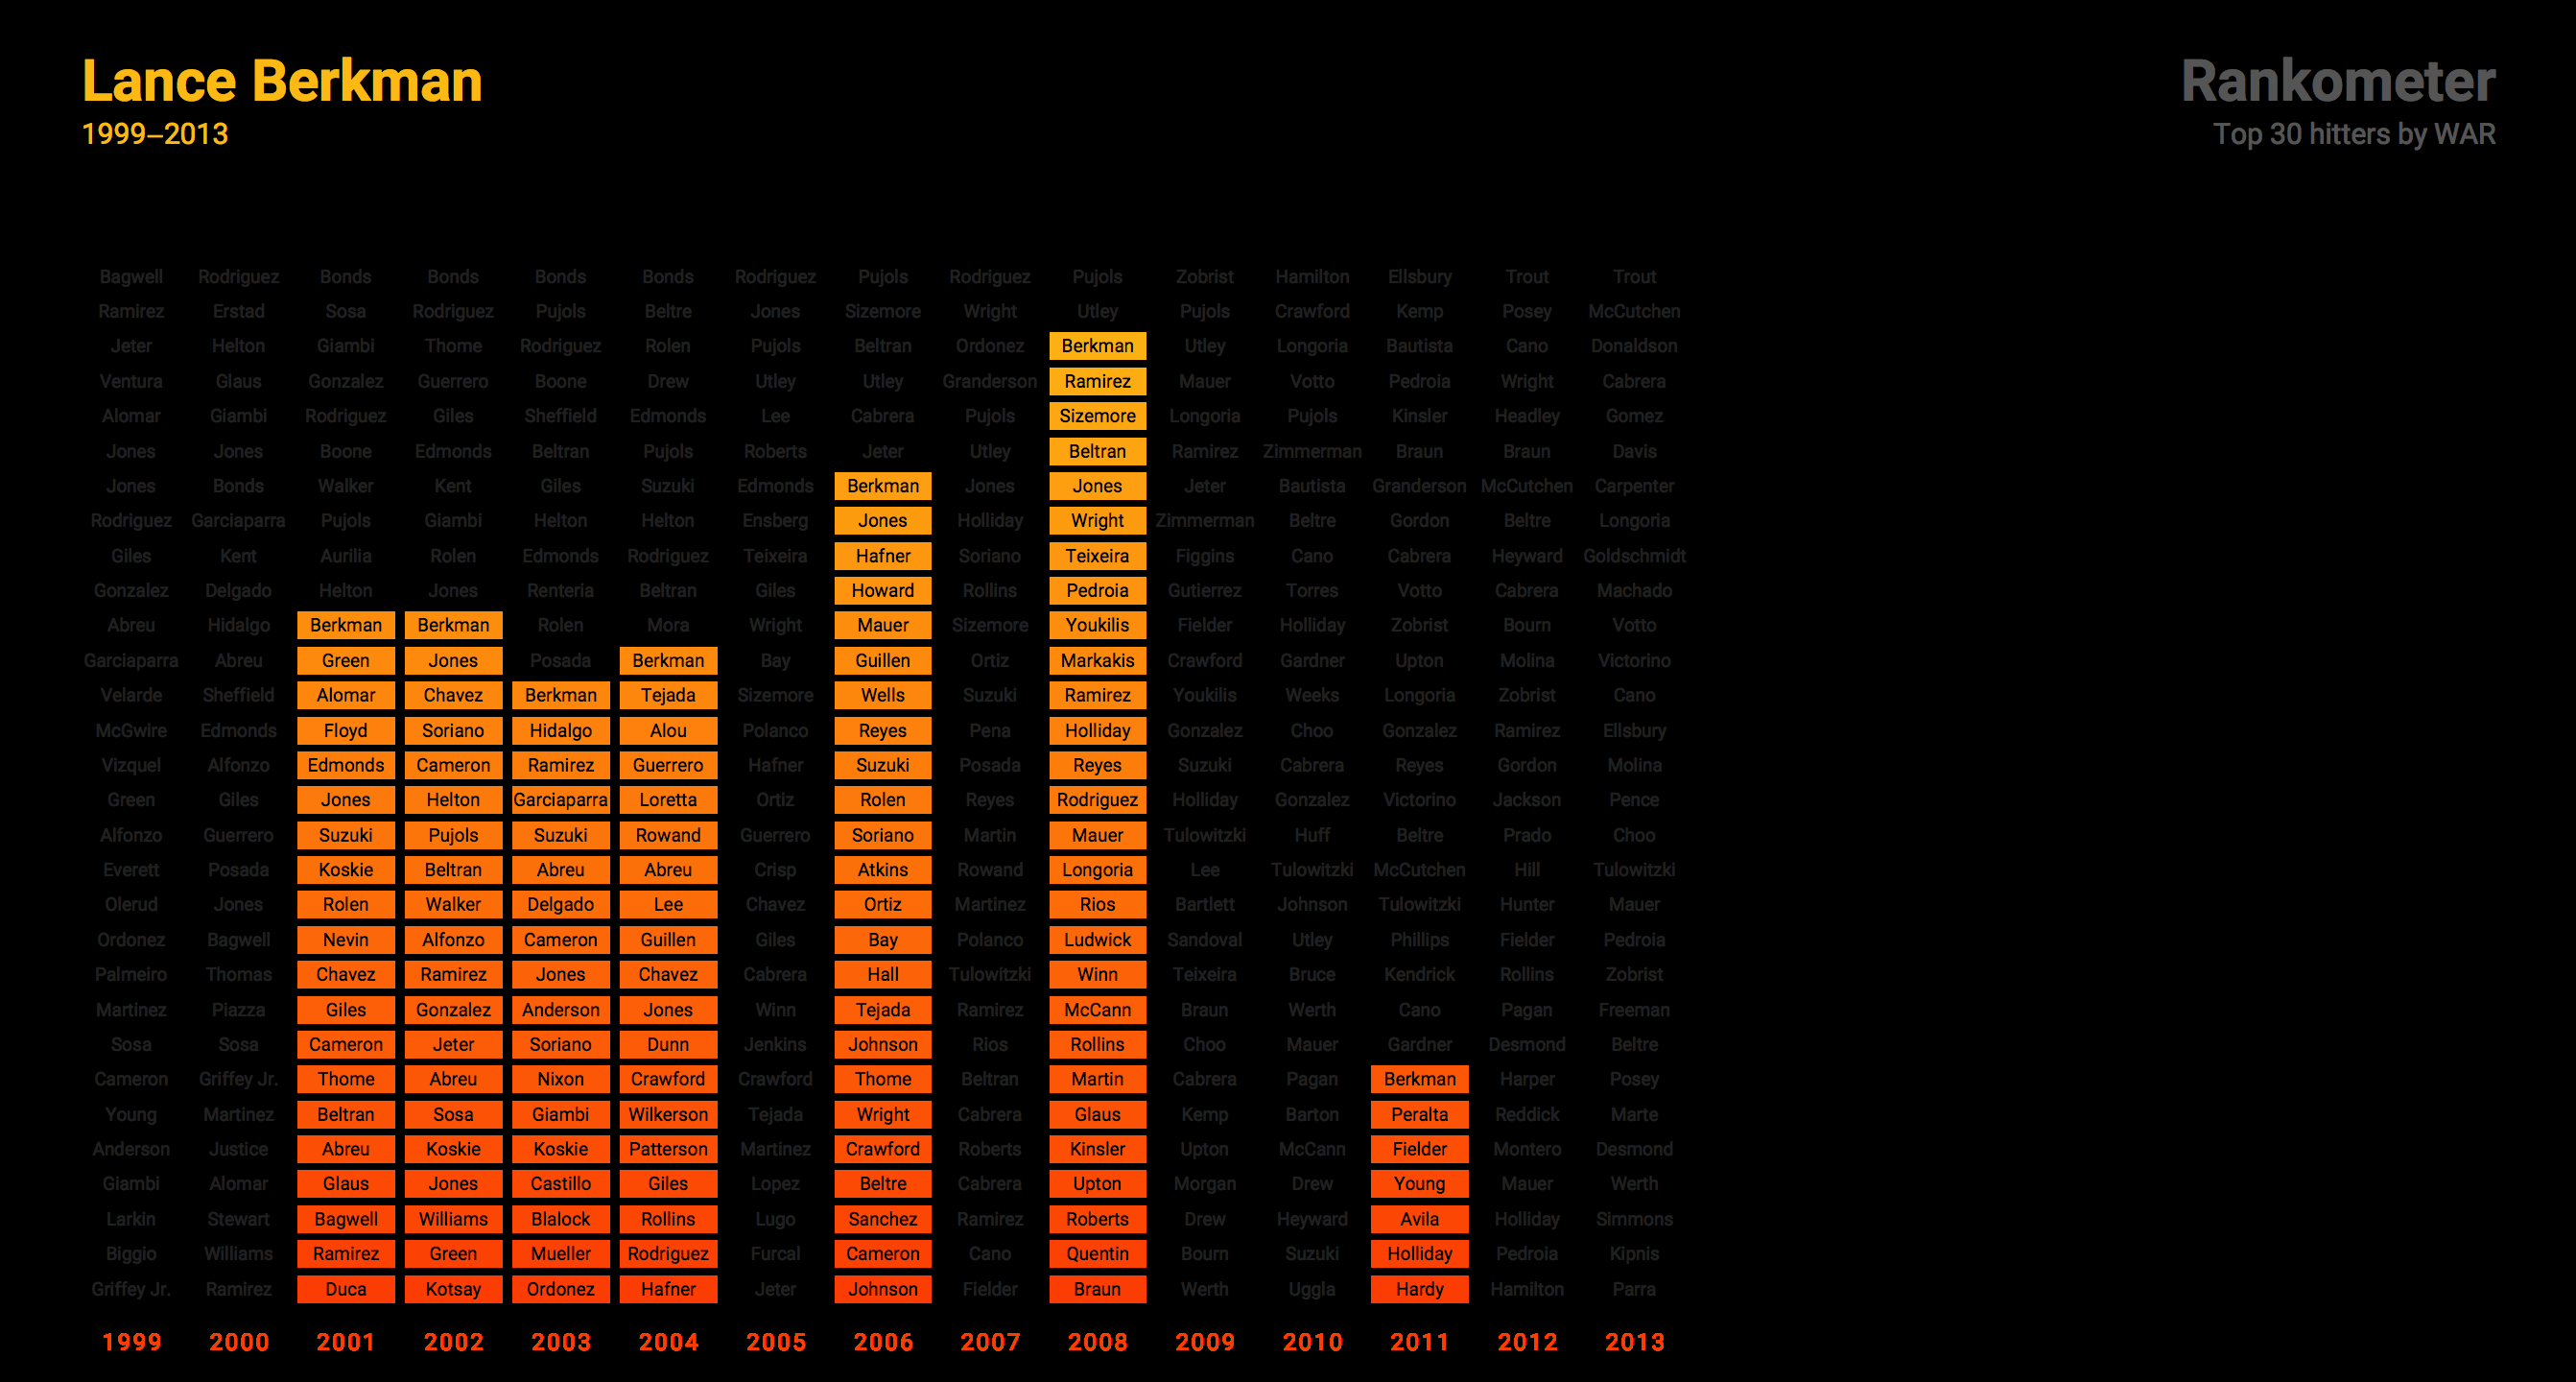 Lance Berkman
1999–2013
Rankometer
Top 30 hitters by WAR
Bagwell Rodriguez Bonds Bonds Bonds Bonds Rodriguez Pujols Rodriguez Pujols Zobrist Hamilton Ellsbury Trout Trout
Ramirez Erstad Sosa Rodriguez Pujols Beltre Jones Sizemore Wright Utley Pujols Crawford Kemp Posey McCutchen
Jeter Helton Giambi Thome Rodriguez Rolen Pujols Beltran Ordonez Berkman Utley Longoria Bautista Cano Donaldson
Ventura Glaus Gonzalez Guerrero Boone Drew Utley Utley Granderson Ramirez Mauer Votto Pedroia Wright Cabrera
Alomar Giambi Rodriguez Giles Sheffield Edmonds Lee Cabrera Pujols Sizemore Longoria Pujols Kinsler Headley Gomez
Jones Jones Boone Edmonds Beltran Pujols Roberts Jeter Utley Beltran Ramirez Zimmerman Braun Braun Davis
Jones Bonds Walker Kent Giles Suzuki Edmonds Berkman Jones Jones Jeter Bautista Granderson McCutchen Carpenter
Rodriguez Garciaparra Pujols Giambi Helton Helton Ensberg Jones Holliday Wright Zimmerman Beltre Gordon Beltre Longoria
Giles Kent Aurilia Rolen Edmonds Rodriguez Teixeira Hafner Soriano Teixeira Figgins Cano Cabrera Heyward Goldschmidt
Gonzalez Delgado Helton Jones Renteria Beltran Giles Howard Rollins Pedroia Gutierrez Torres Votto Cabrera Machado
Abreu Hidalgo Berkman Berkman Rolen Mora Wright Mauer Sizemore Youkilis Fielder Holliday Zobrist Bourn Votto
Garciaparra Abreu Green Jones Posada Berkman Bay Guillen Ortiz Markakis Crawford Gardner Upton Molina Victorino
Velarde Sheffield Alomar Chavez Berkman Tejada Sizemore Wells Suzuki Ramirez Youkilis Weeks Longoria Zobrist Cano
McGwire Edmonds Floyd Soriano Hidalgo Alou Polanco Reyes Pena Holliday Gonzalez Choo Gonzalez Ramirez Ellsbury
Vizquel Alfonzo Edmonds Cameron Ramirez Guerrero Hafner Suzuki Posada Reyes Suzuki Cabrera Reyes Gordon Molina
Green Giles Jones Helton Garciaparra Loretta Ortiz Rolen Reyes Rodriguez Holliday Gonzalez Victorino Jackson Pence
Alfonzo Guerrero Suzuki Pujols Suzuki Rowand Guerrero Soriano Martin Mauer Tulowitzki Huff Beltre Prado Choo
Everett Posada Koskie Beltran Abreu Abreu Crisp Atkins Rowand Longoria Lee Tulowitzki McCutchen Hill Tulowitzki
Olerud Jones Rolen Walker Delgado Lee Chavez Ortiz Martinez Rios Bartlett Johnson Tulowitzki Hunter Mauer
Ordonez Bagwell Nevin Alfonzo Cameron Guillen Giles Bay Polanco Ludwick Sandoval Utley Phillips Fielder Pedroia
Palmeiro Thomas Chavez Ramirez Jones Chavez Cabrera Hall Tulowitzki Winn Teixeira Bruce Kendrick Rollins Zobrist
Martinez Piazza Giles Gonzalez Anderson Jones Winn Tejada Ramirez McCann Braun Werth Cano Pagan Freeman
Sosa Sosa Cameron Jeter Soriano Dunn Jenkins Johnson Rios Rollins Choo Mauer Gardner Desmond Beltre
Cameron Griffey Jr. Thome Abreu Nixon Crawford Crawford Thome Beltran Martin Cabrera Pagan Berkman Harper Posey
Young Martinez Beltran Sosa Giambi Wilkerson Tejada Wright Cabrera Glaus Kemp Barton Peralta Reddick Marte
Anderson Justice Abreu Koskie Koskie Patterson Martinez Crawford Roberts Kinsler Upton McCann Fielder Montero Desmond
Giambi Alomar Glaus Jones Castillo Giles Lopez Beltre Cabrera Upton Morgan Drew Young Mauer Werth
Larkin Stewart Bagwell Williams Blalock Rollins Lugo Sanchez Ramirez Roberts Drew Heyward Avila Holliday Simmons
Biggio Williams Ramirez Green Mueller Rodriguez Furcal Cameron Cano Quentin Bourn Suzuki Holliday Pedroia Kipnis
Griffey Jr. Ramirez Duca Kotsay Ordonez Hafner Jeter Johnson Fielder Braun Werth Uggla Hardy Hamilton Parra
1999 2000 2001 2002 2003 2004 2005 2006 2007 2008 2009 2010 2011 2012 2013